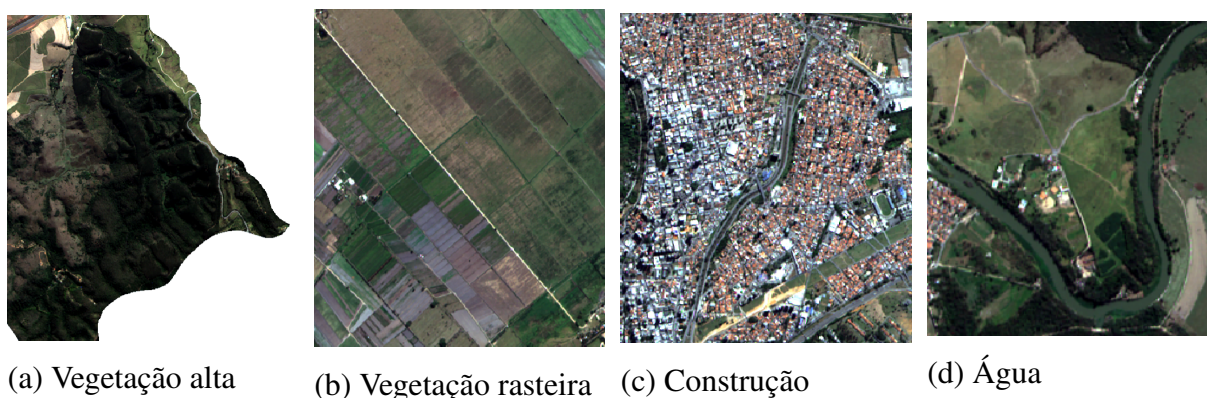 (a) Vegetação alta
(b) Vegetação rasteira
(c) Construção
(d) Água